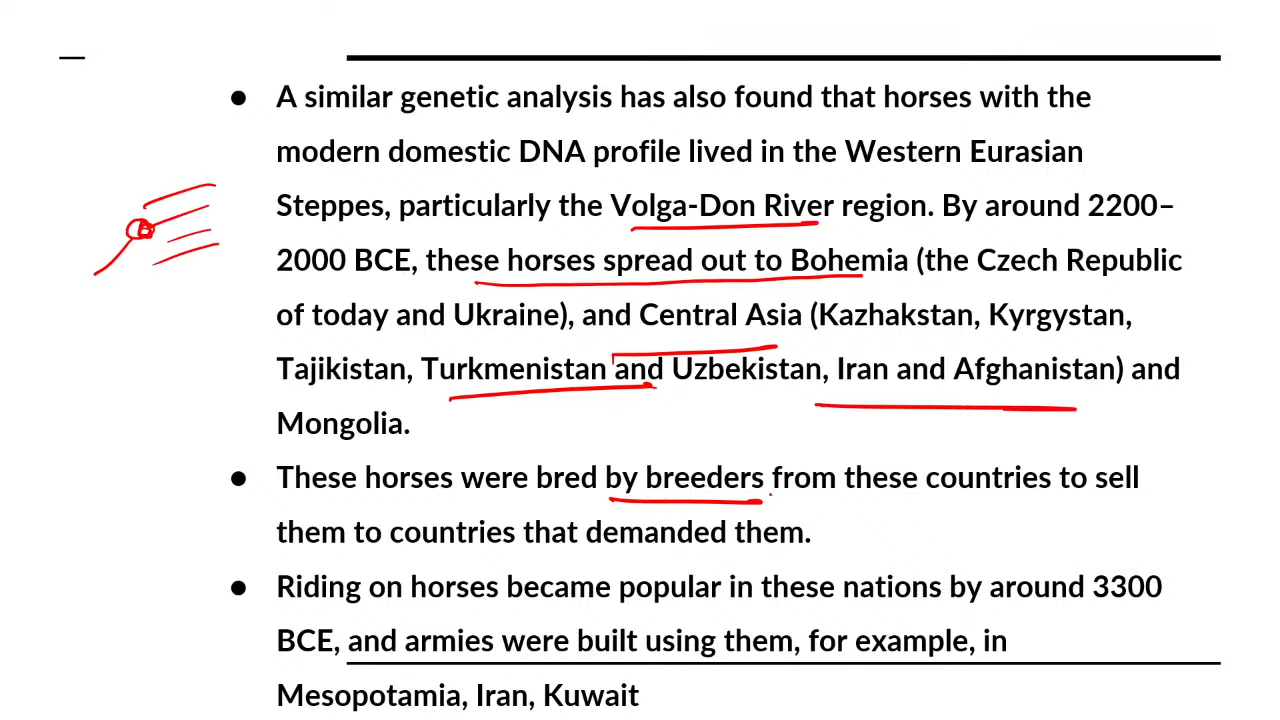 ● A similar genetic analysis has also found that horses with the
modern domestic DNA profile lived in the Western Eurasian
Steppes, particularly the Volga-Don River region. By around 2200–
2000 BCE, these horses spread out to Bohemia (the Czech Republic
of today and Ukraine), and Central Asia (Kazhakstan, Kyrgystan,
Tajikistan, Turkmenistan and Uzbekistan, Iran and Afghanistan) and
Mongolia.
● These horses were bred by breeders from these countries to sell
them to countries that demanded them.
● Riding on horses became popular in these nations by around 3300
BCE, and armies were built using them, for example, in
Mesopotamia, Iran, Kuwait